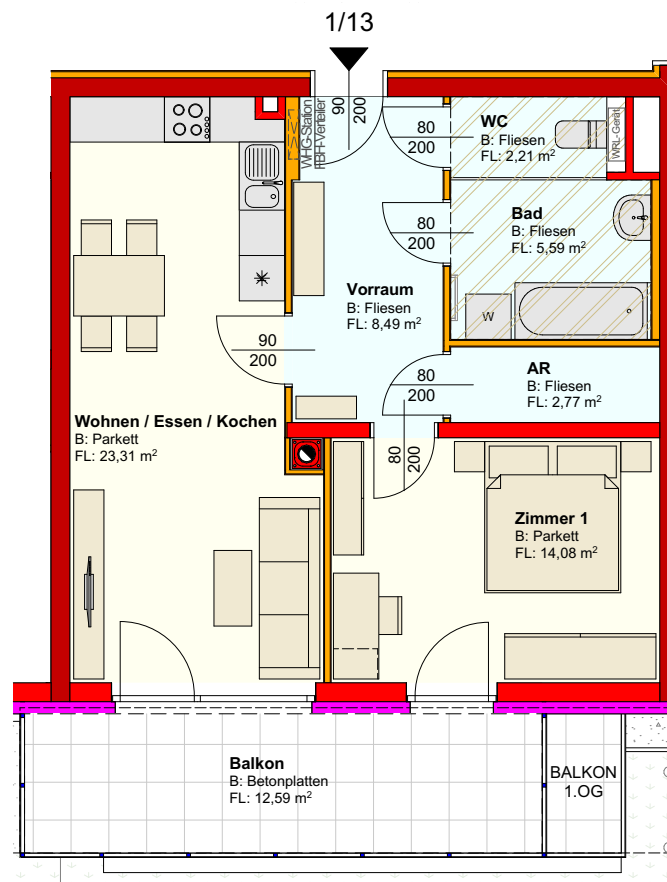 1/13
WHG-Station
FBH-Verteiler
90
200
80
200
WC
B: Fliesen
FL: 2,21 m²
WRL-Gerät
80
200
Bad
B: Fliesen
FL: 5,59 m²
W
Vorraum
B: Fliesen
FL: 8,49 m²
90
200
80
200
AR
B: Fliesen
FL: 2,77 m²
Wohnen / Essen / Kochen
B: Parkett
FL: 23,31 m²
80
200
Zimmer 1
B: Parkett
FL: 14,08 m²
Balkon
B: Betonplatten
FL: 12,59 m²
BALKON
1.OG